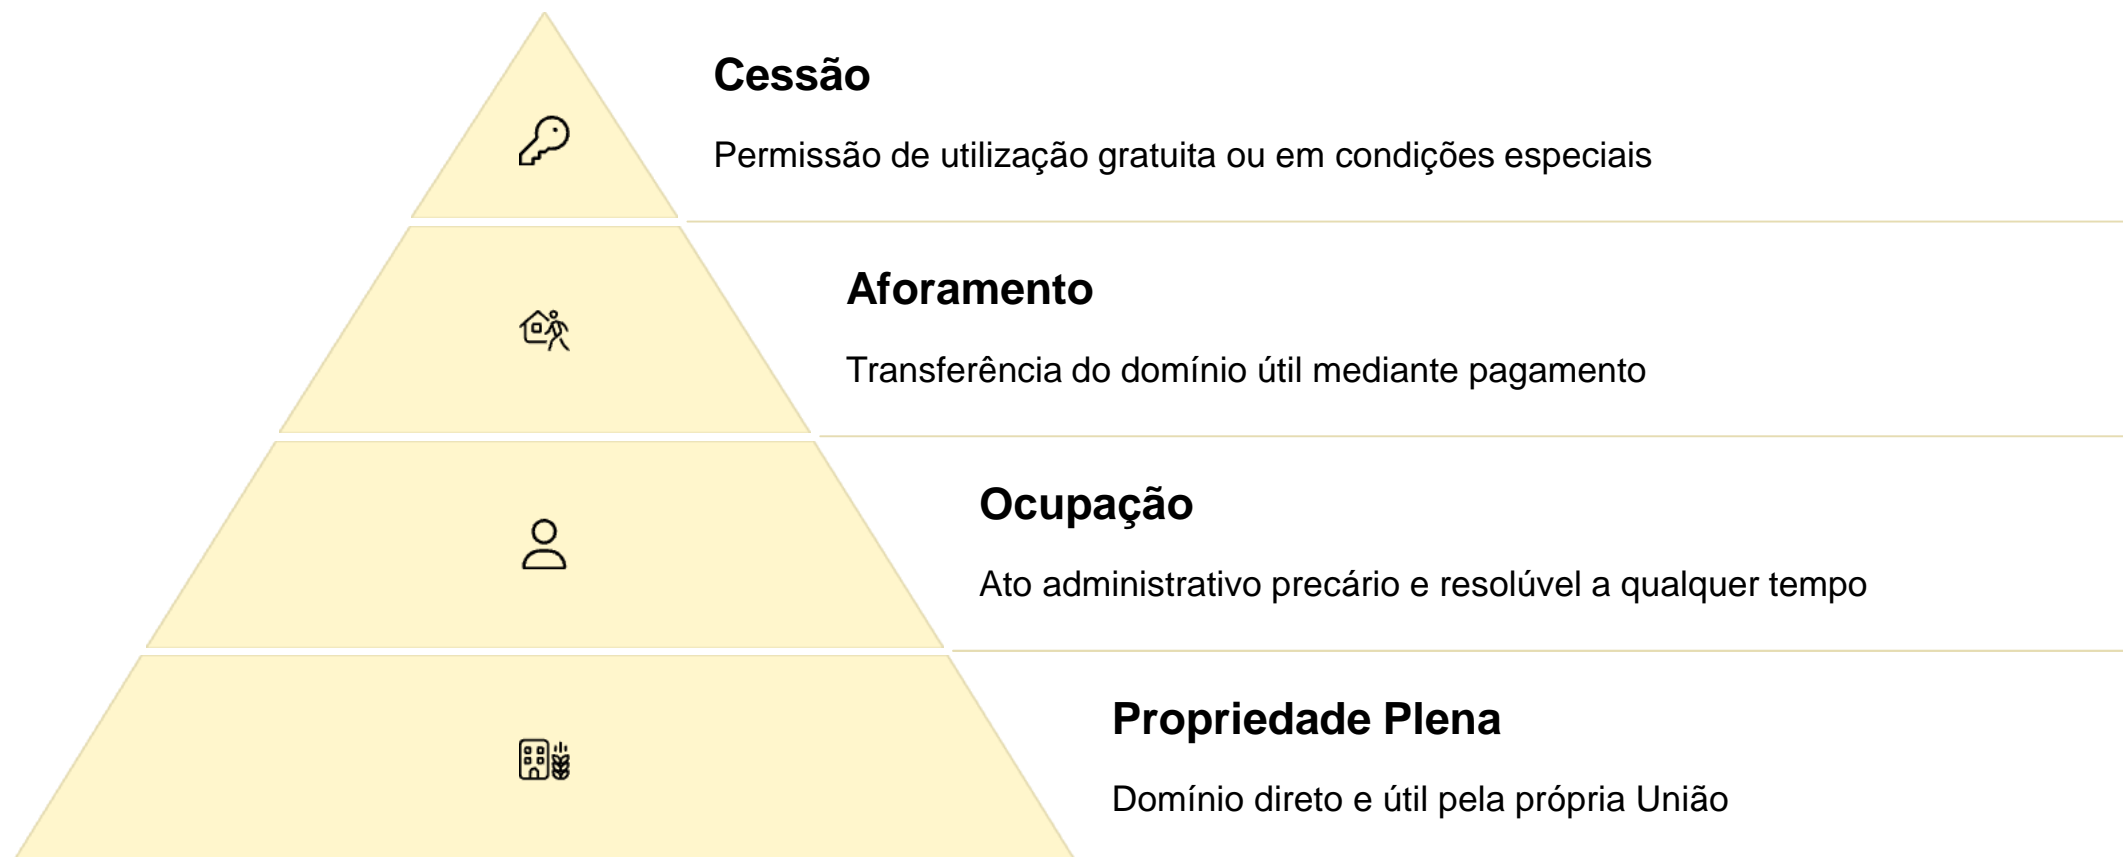 Cessão
Permissão de utilização gratuita ou em condições especiais
Aforamento
Transferência do domínio útil mediante pagamento
Ocupação
Ato administrativo precário e resolúvel a qualquer tempo
Propriedade Plena
Domínio direto e útil pela própria União